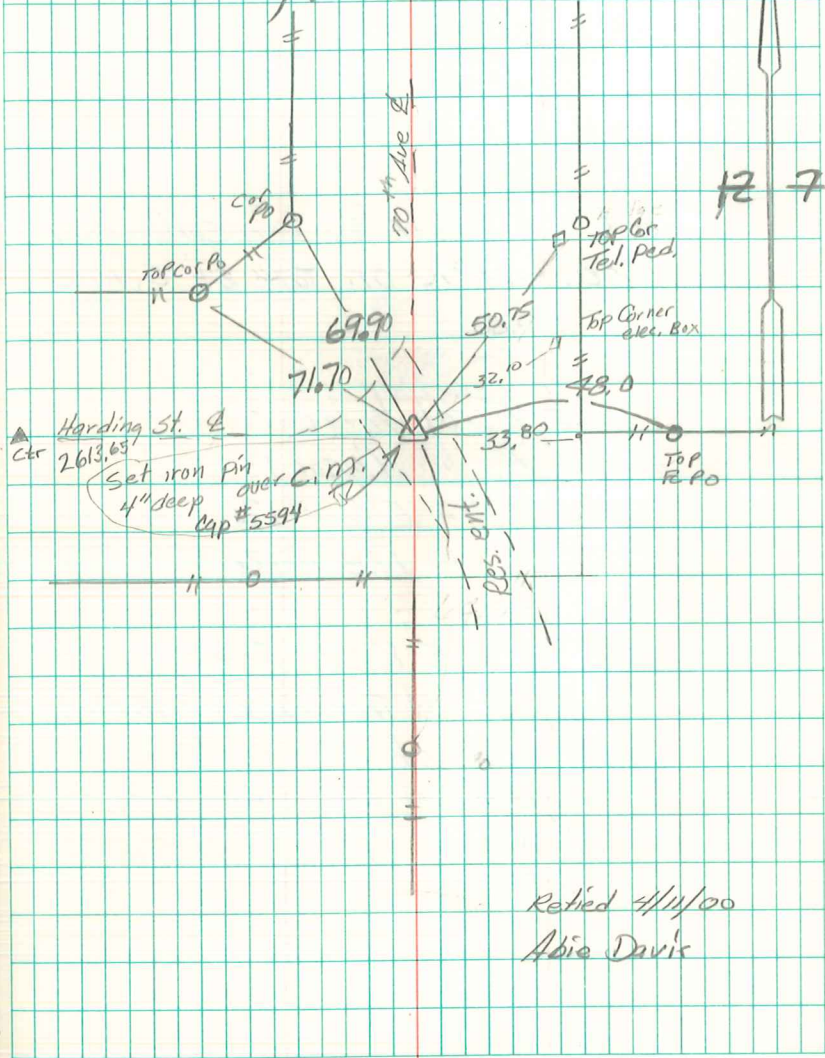 70th Ave ℄
12 7
Cor
Po
Top Cor Po
Top Cor
Tel. Ped.
69.90
50.75
Top Corner
elec. Box
71.70
32.10
48.0
Harding St. ℄
Ctr
2613.65
33.80
Top
Po
Set iron pin
4" deep over C.M.
Cap #5594
Res. ent.
Retied 4/11/00
Abie Davis